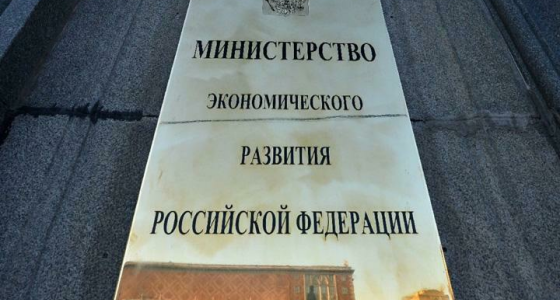 МИНИСТЕРСТВО
ЭКОНОМИЧЕСКОГО
РАЗВИТИЯ
РОССИЙСКОЙ ФЕДЕРАЦИИ